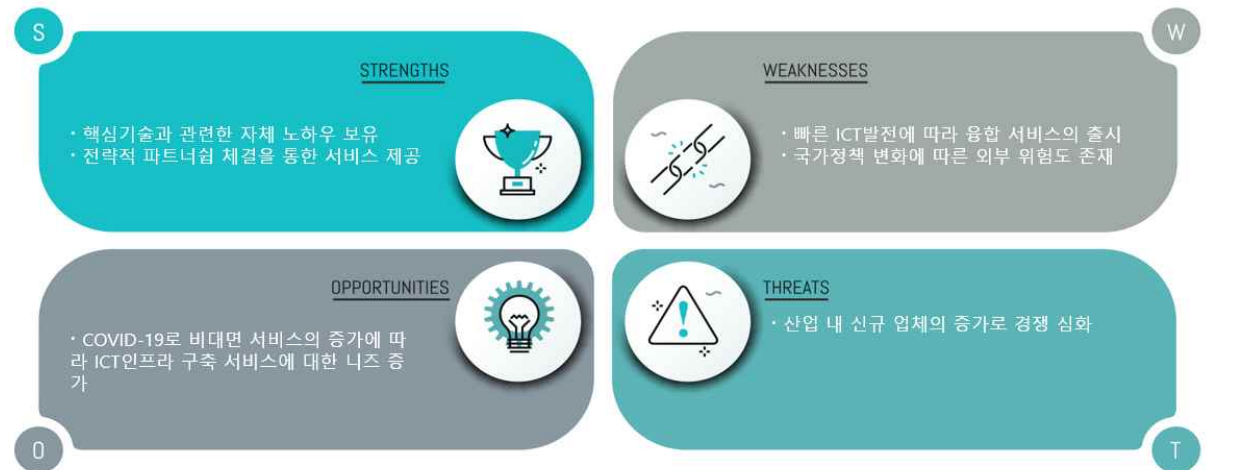 S
STRENGTHS
· 핵심기술과 관련한 자체 노하우 보유
· 전략적 파트너쉽 체결을 통한 서비스 제공
W
WEAKNESSES
· 빠른 ICT발전에 따라 융합 서비스의 출시
· 국가정책 변화에 따른 외부 위험도 존재
OPPORTUNITIES
· COVID-19로 비대면 서비스의 증가에 따
라 ICT인프라 구축 서비스에 대한 니즈 증
가
O
THREATS
· 산업 내 신규 업체의 증가로 경쟁 심화
T